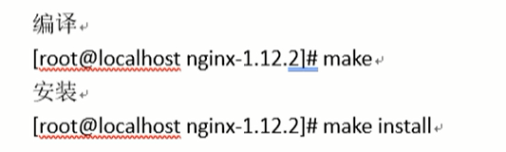 编译
[root@localhost nginx-1.12.2]# make
安装
[root@localhost nginx-1.12.2]# make install